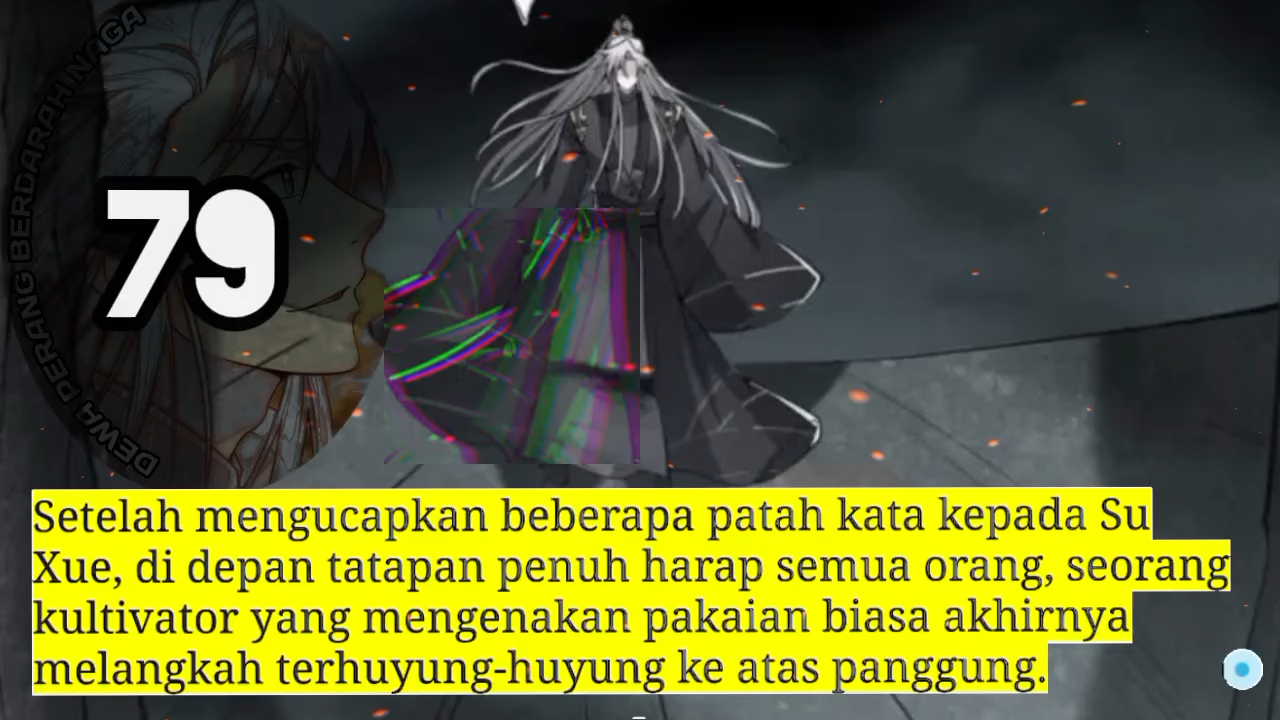 DEWA PERANG BERDARAH NAGA
79
Setelah mengucapkan beberapa patah kata kepada Su
Xue, di depan tatapan penuh harap semua orang, seorang
kultivator yang mengenakan pakaian biasa akhirnya
melangkah terhuyung-huyung ke atas panggung.